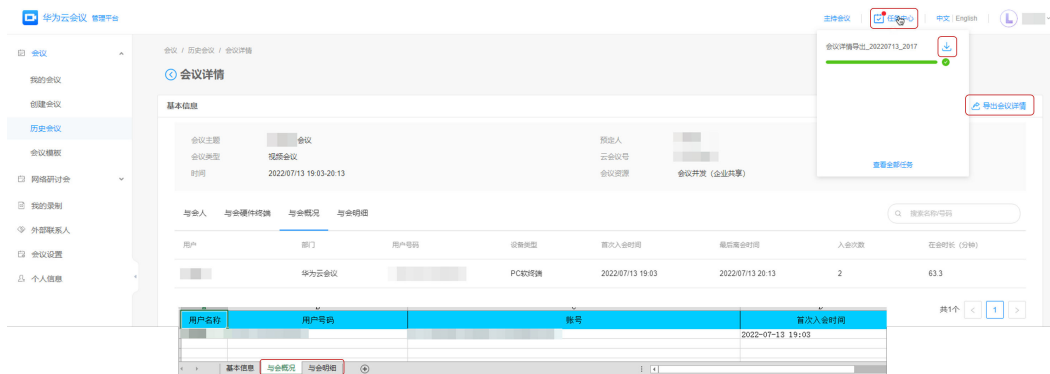 华为云会议 管理平台
主持会议 任务中心 中文 | English L
会议
我的会议
创建会议
历史会议
会议模板
网络研讨会
我的录制
外部联系人
会议设置
个人信息
会议 / 历史会议 / 会议详情
会议详情
会议详情导出_20220713_2017
查看全部任务
基本信息
导出会议详情
会议主题 会议
预定人
会议类型 视频会议
云会议号
时间 2022/07/13 19:03-20:13
会议资源 会议并发（企业共享）
与会人 与会硬件终端 与会概况 与会明细
搜索名称/号码
用户 部门 用户号码 设备类型 首次入会时间 最后离会时间 入会次数 在会时长（分钟）
华为云会议 PC软终端 2022/07/13 19:03 2022/07/13 20:13 2 63.3
共1个 < 1 >
用户名称 用户号码 账号 首次入会时间
2022-07-13 19:03
基本信息 与会概况 与会明细